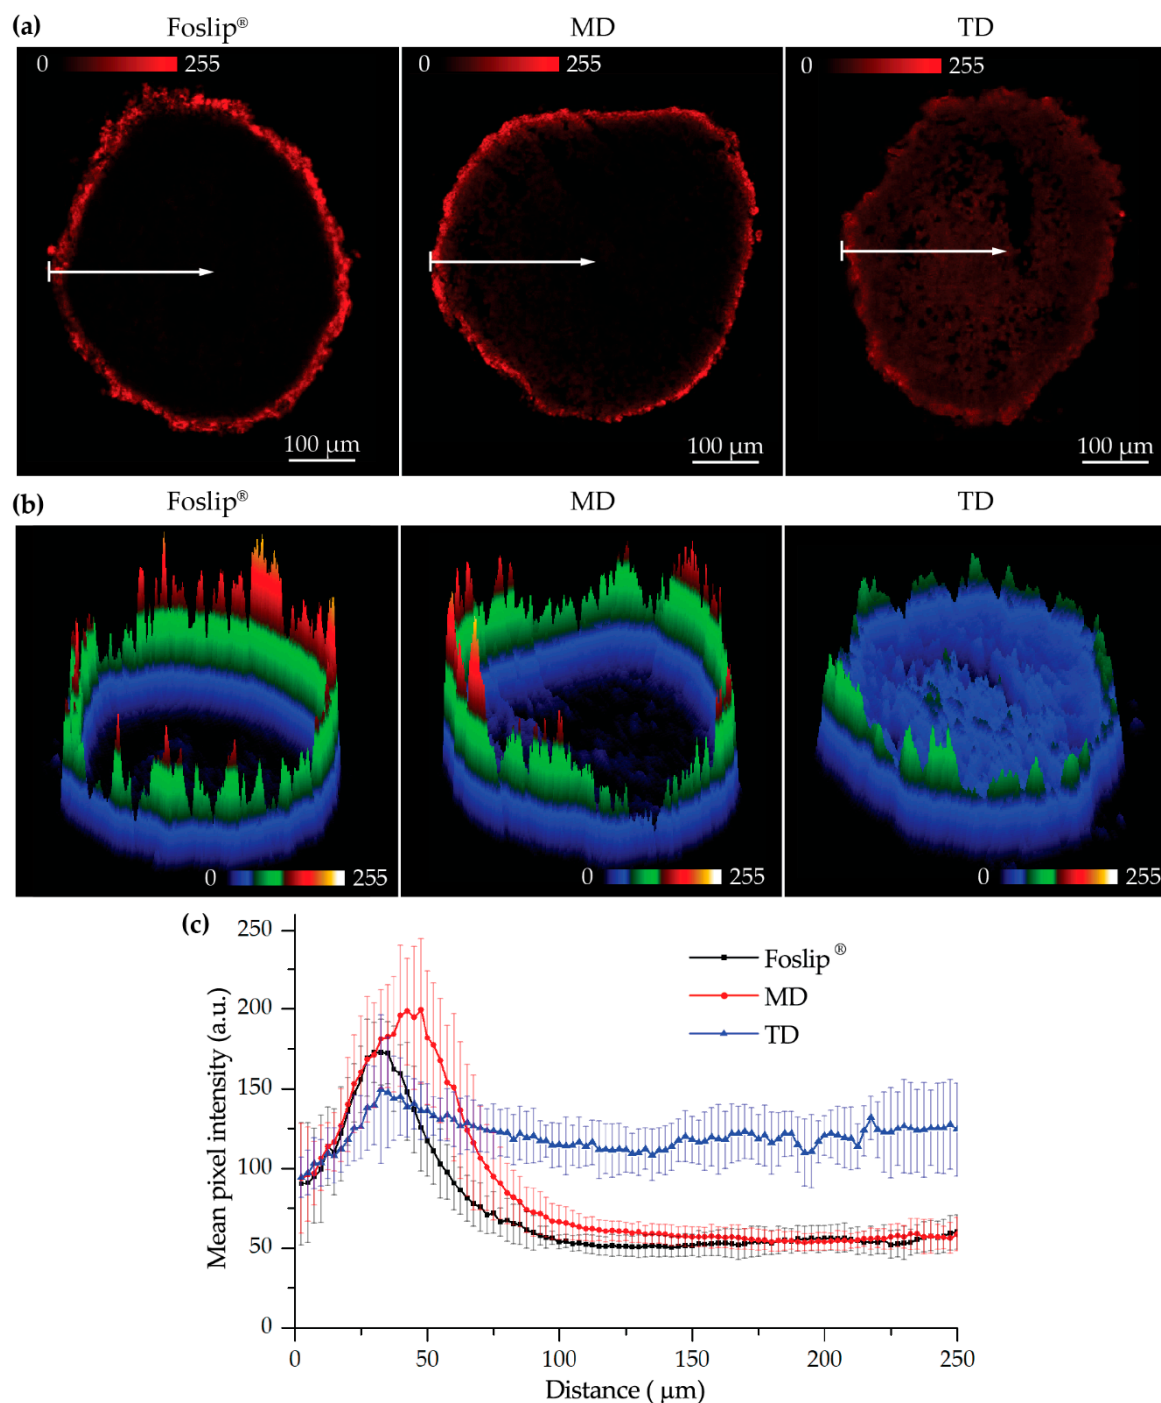 (a) Foslip® MD TD
0 255 0 255 0 255
100 µm 100 µm 100 µm
(b) Foslip® MD TD
0 255 0 255 0 255
(c)
Mean pixel intensity (a.u.)
250
200
150
100
50
0
Foslip®
MD
TD
0 50 100 150 200 250
Distance ( µm)